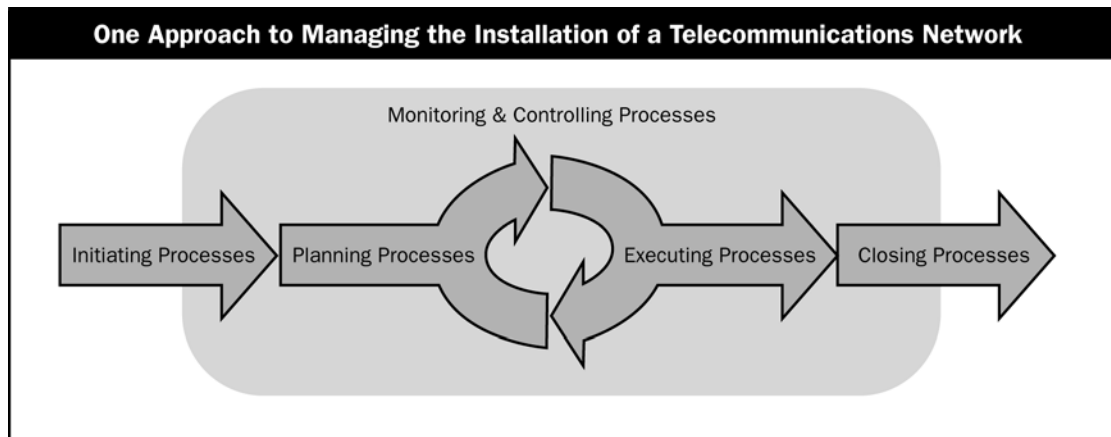 One Approach to Managing the Installation of a Telecommunications Network
Monitoring & Controlling Processes
Initiating Processes
Planning Processes
Executing Processes
Closing Processes